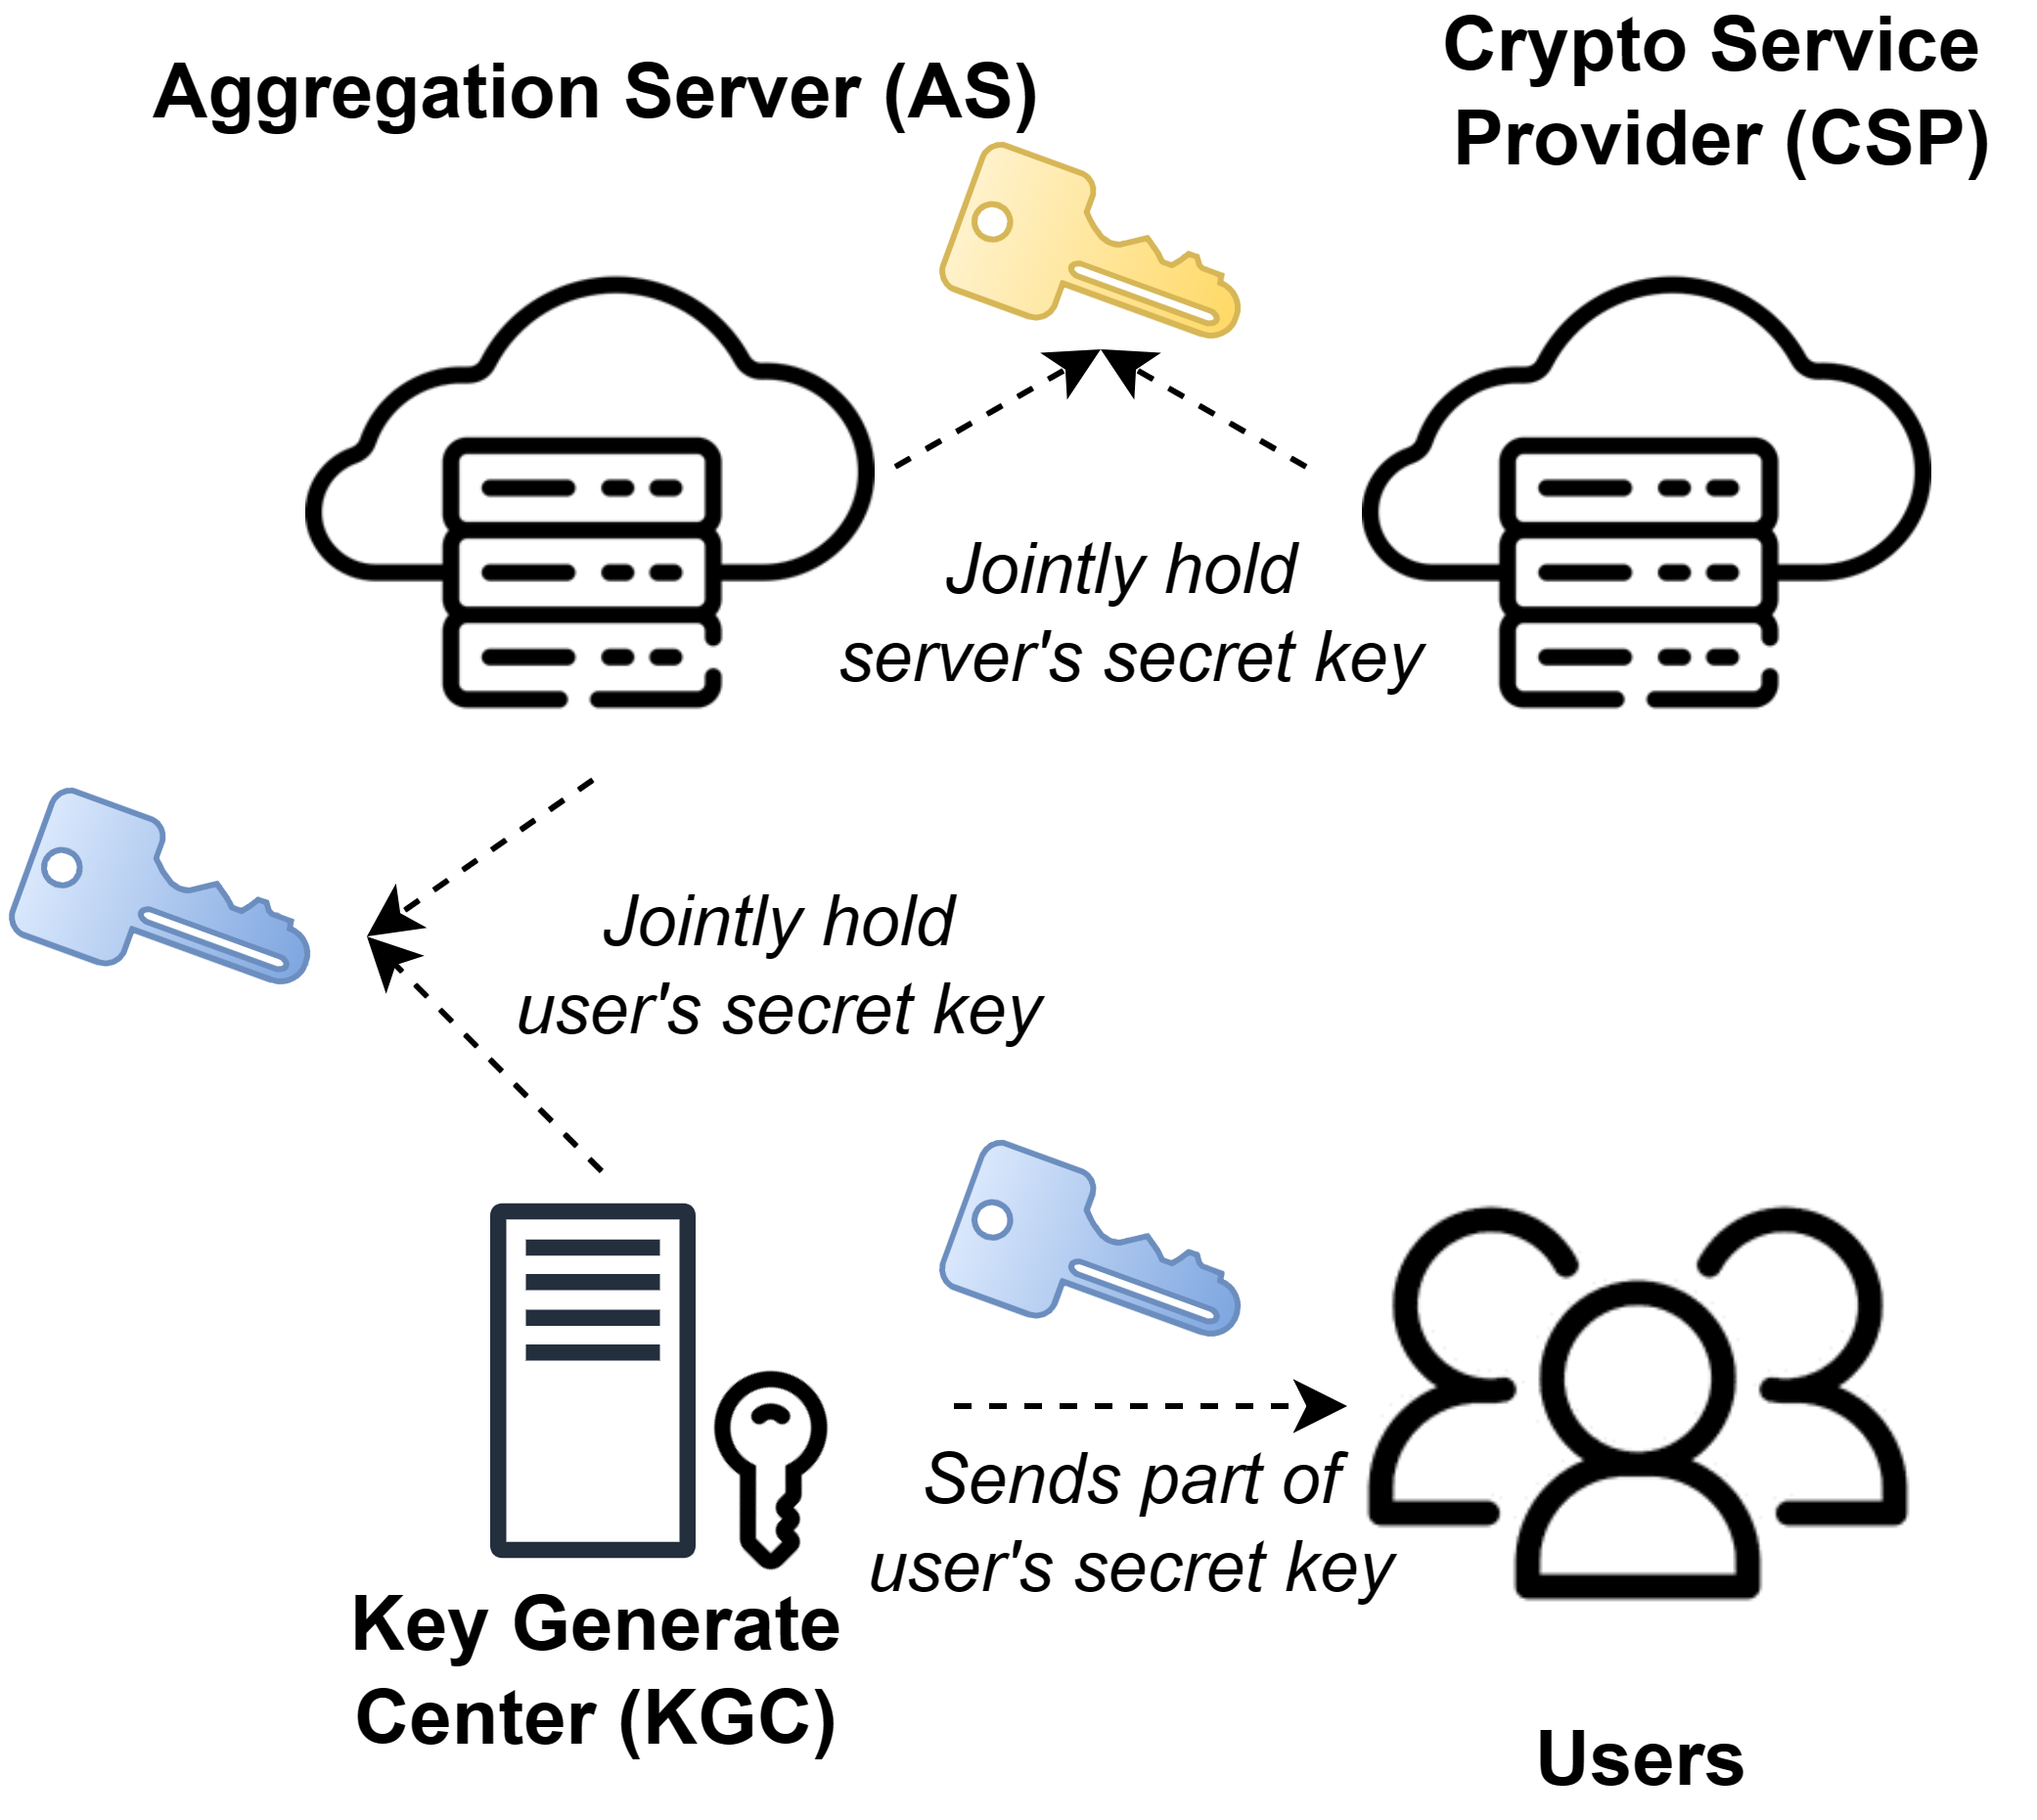 Aggregation Server (AS)
Crypto Service
Provider (CSP)
Jointly hold
server's secret key
Jointly hold
user's secret key
Sends part of
user's secret key
Key Generate
Center (KGC)
Users